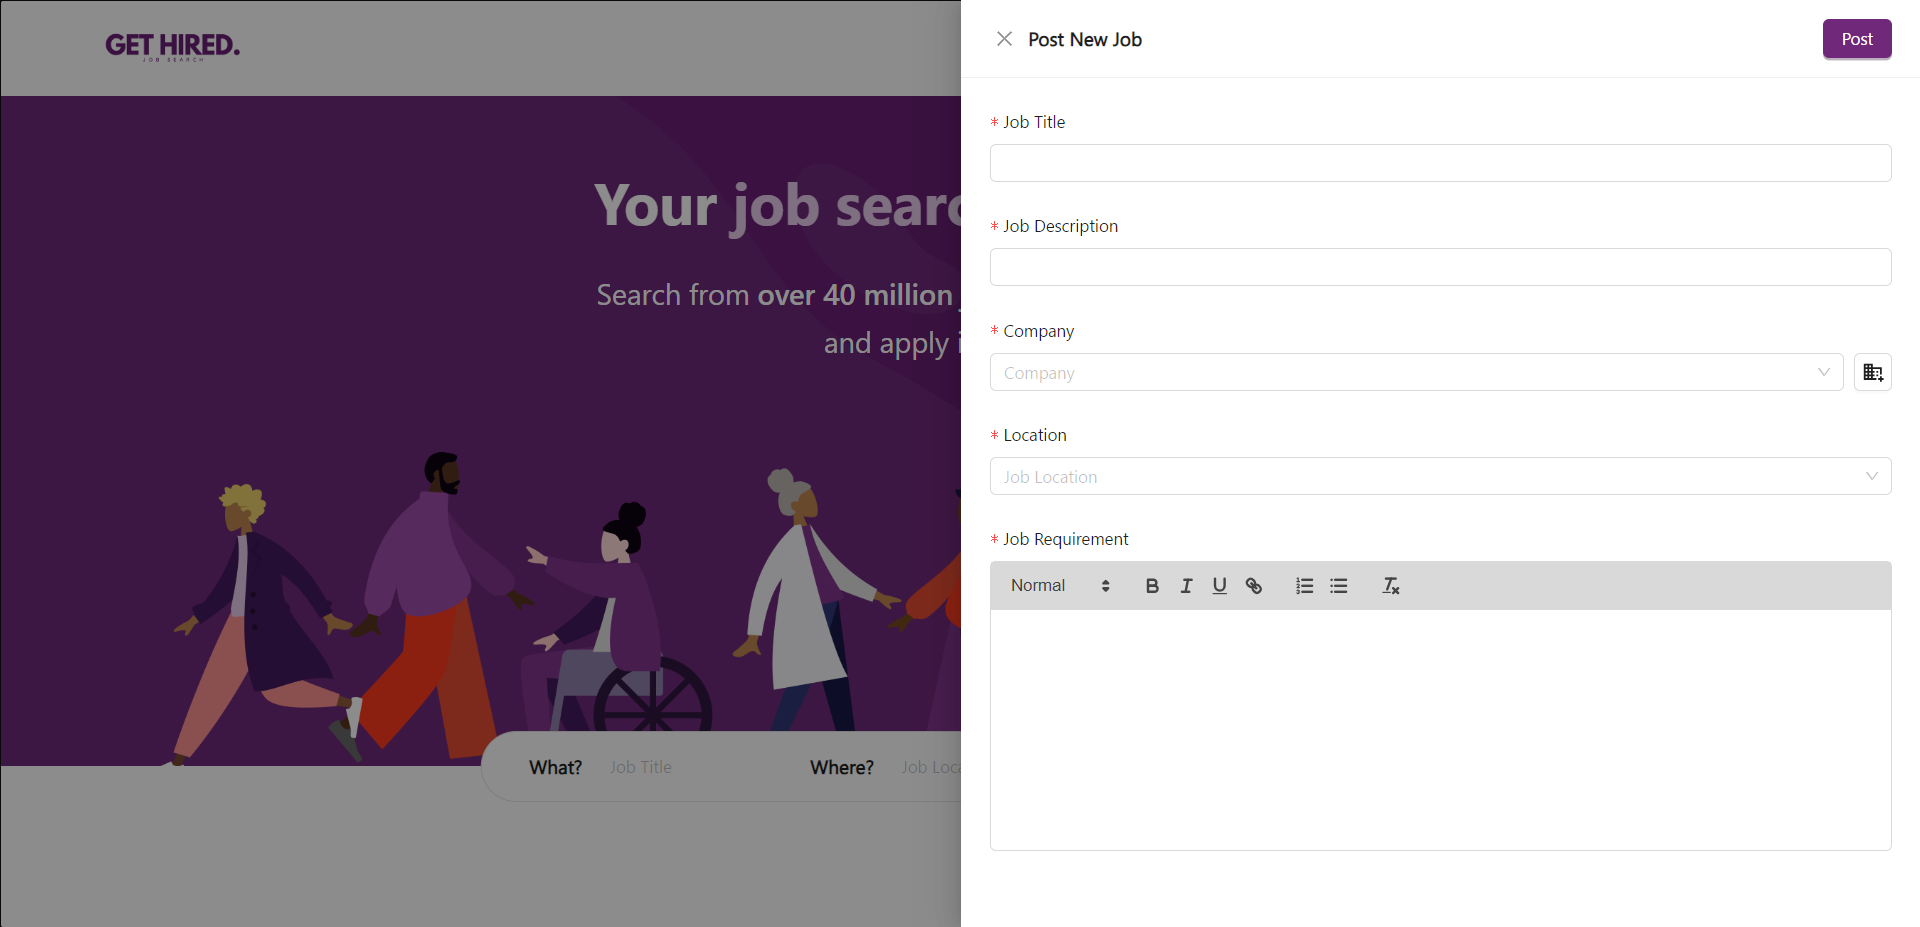 GET HIRED.
JOB SEARCH
Your job searc
Search from over 40 million
and apply i
What? Job Title Where? Job Loca
Post New Job
Post
* Job Title
* Job Description
* Company
Company
* Location
Job Location
* Job Requirement
Normal